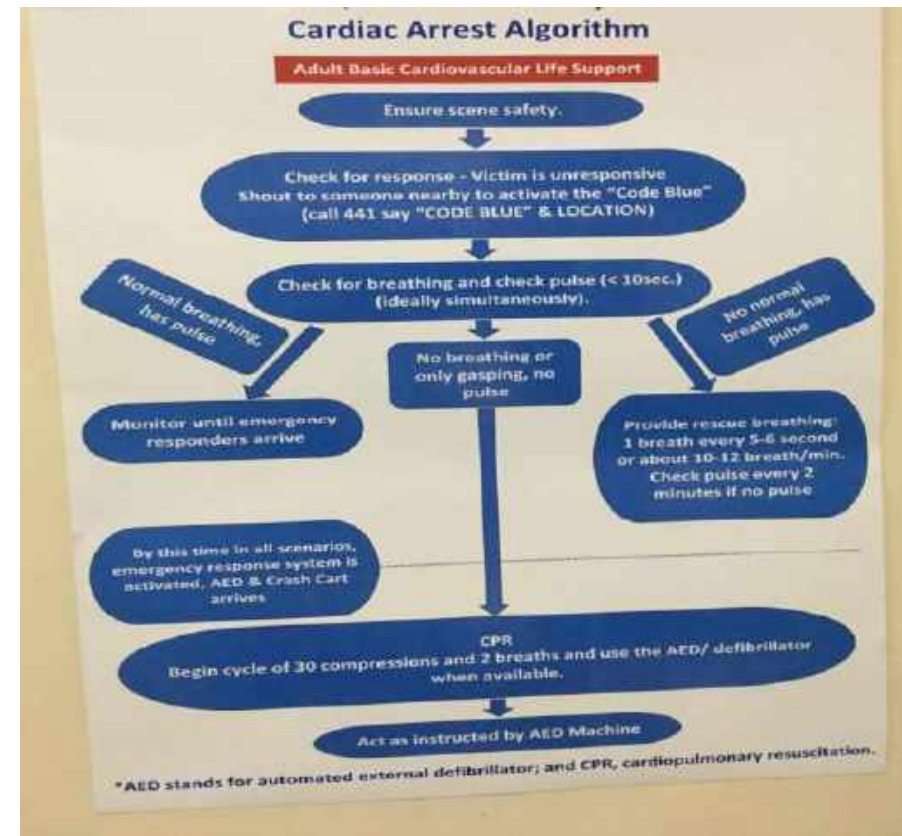 Cardiac Arrest Algorithm
Adult Basic Cardiovascular Life Support
Ensure scene safety.
Check for response - Victim is unresponsive
Shout to someone nearby to activate the "Code Blue"
(call 441 say "CODE BLUE" & LOCATION)
Check for breathing and check pulse (< 10sec.)
(ideally simultaneously).
Normal breathing,
has pulse
No breathing or
only gasping, no
pulse
No normal
breathing, has
pulse
Monitor until emergency
responders arrive
Provide rescue breathing:
1 breath every 5-6 second
or about 10-12 breath/min.
Check pulse every 2
minutes if no pulse
By this time in all scenarios,
emergency response system is
activated, AED & Crash Cart
arrives
CPR
Begin cycle of 30 compressions and 2 breaths and use the AED/ defibrillator
when available.
Act as instructed by AED Machine
*AED stands for automated external defibrillator; and CPR, cardiopulmonary resuscitation.